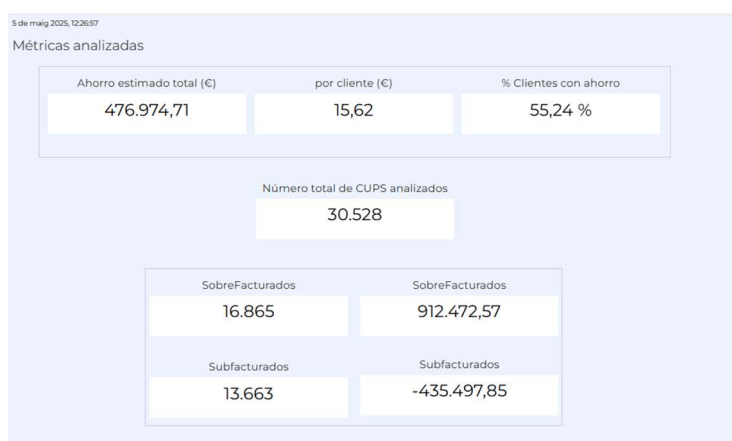 5 de maig 2025, 12:26:57
Métricas analizadas
Ahorro estimado total (€) por cliente (€) % Clientes con ahorro
476.974,71 15,62 55,24 %
Número total de CUPS analizados
30.528
SobreFacturados SobreFacturados
16.865 912.472,57
Subfacturados Subfacturados
13.663 -435.497,85